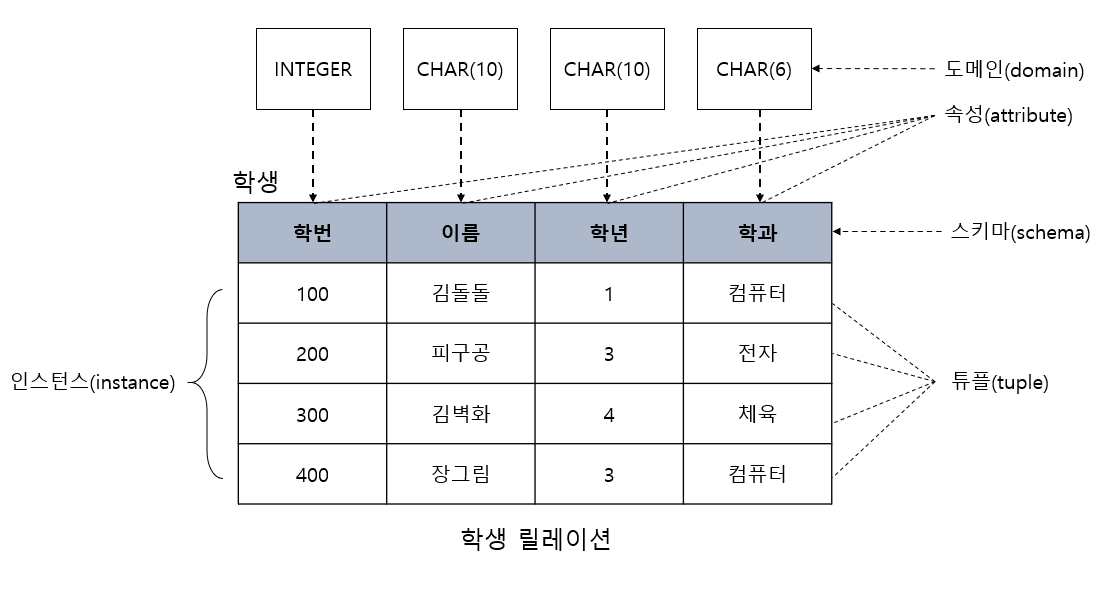 INTEGER CHAR(10) CHAR(10) CHAR(6) 도메인(domain)
속성(attribute)
학생
학번 이름 학년 학과 스키마(schema)
100 김돌돌 1 컴퓨터
200 피구공 3 전자
인스턴스(instance) 튜플(tuple)
300 김벽화 4 체육
400 장그림 3 컴퓨터
학생 릴레이션